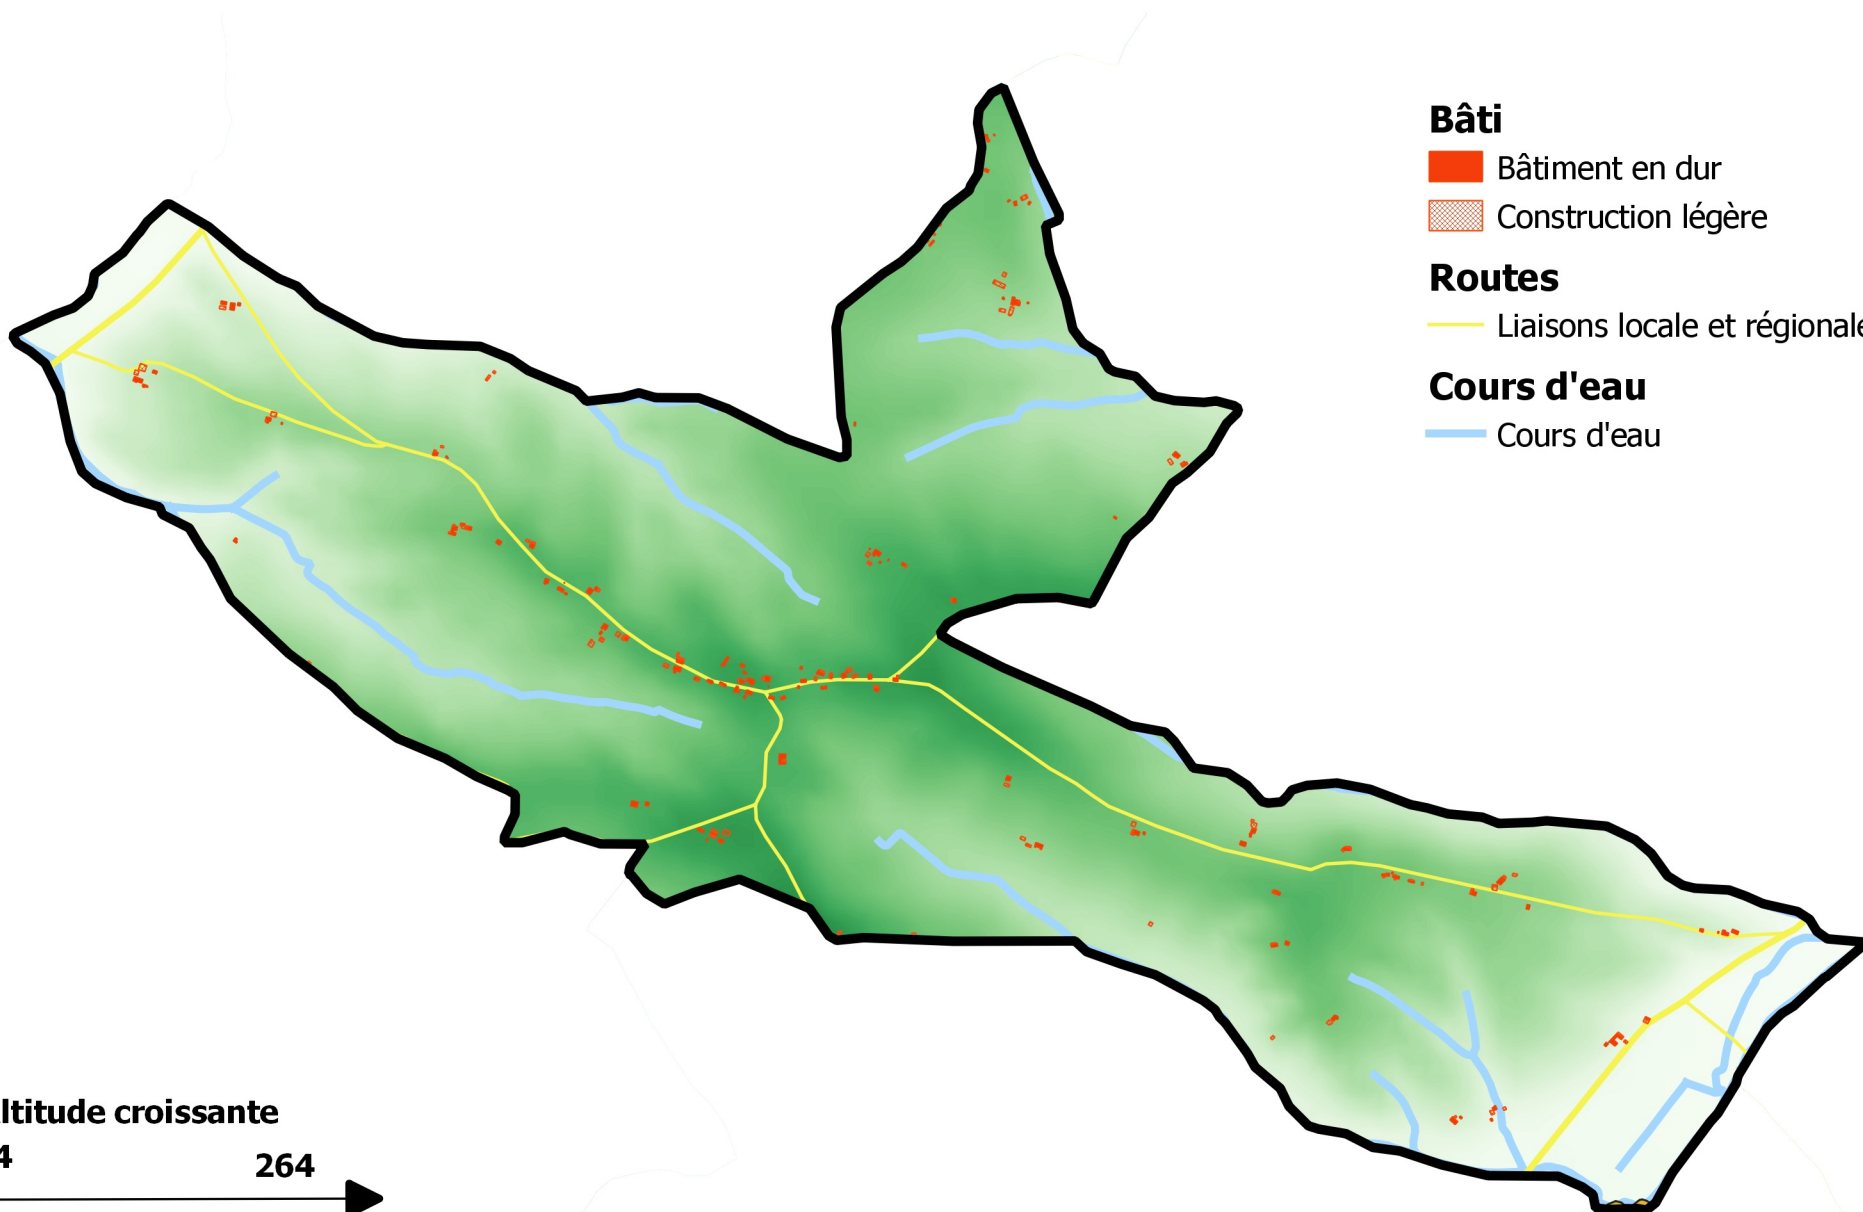 Bâti
Bâtiment en dur
Construction légère
Routes
Liaisons locale et régionale
Cours d'eau
Cours d'eau
ltitude croissante
4
264